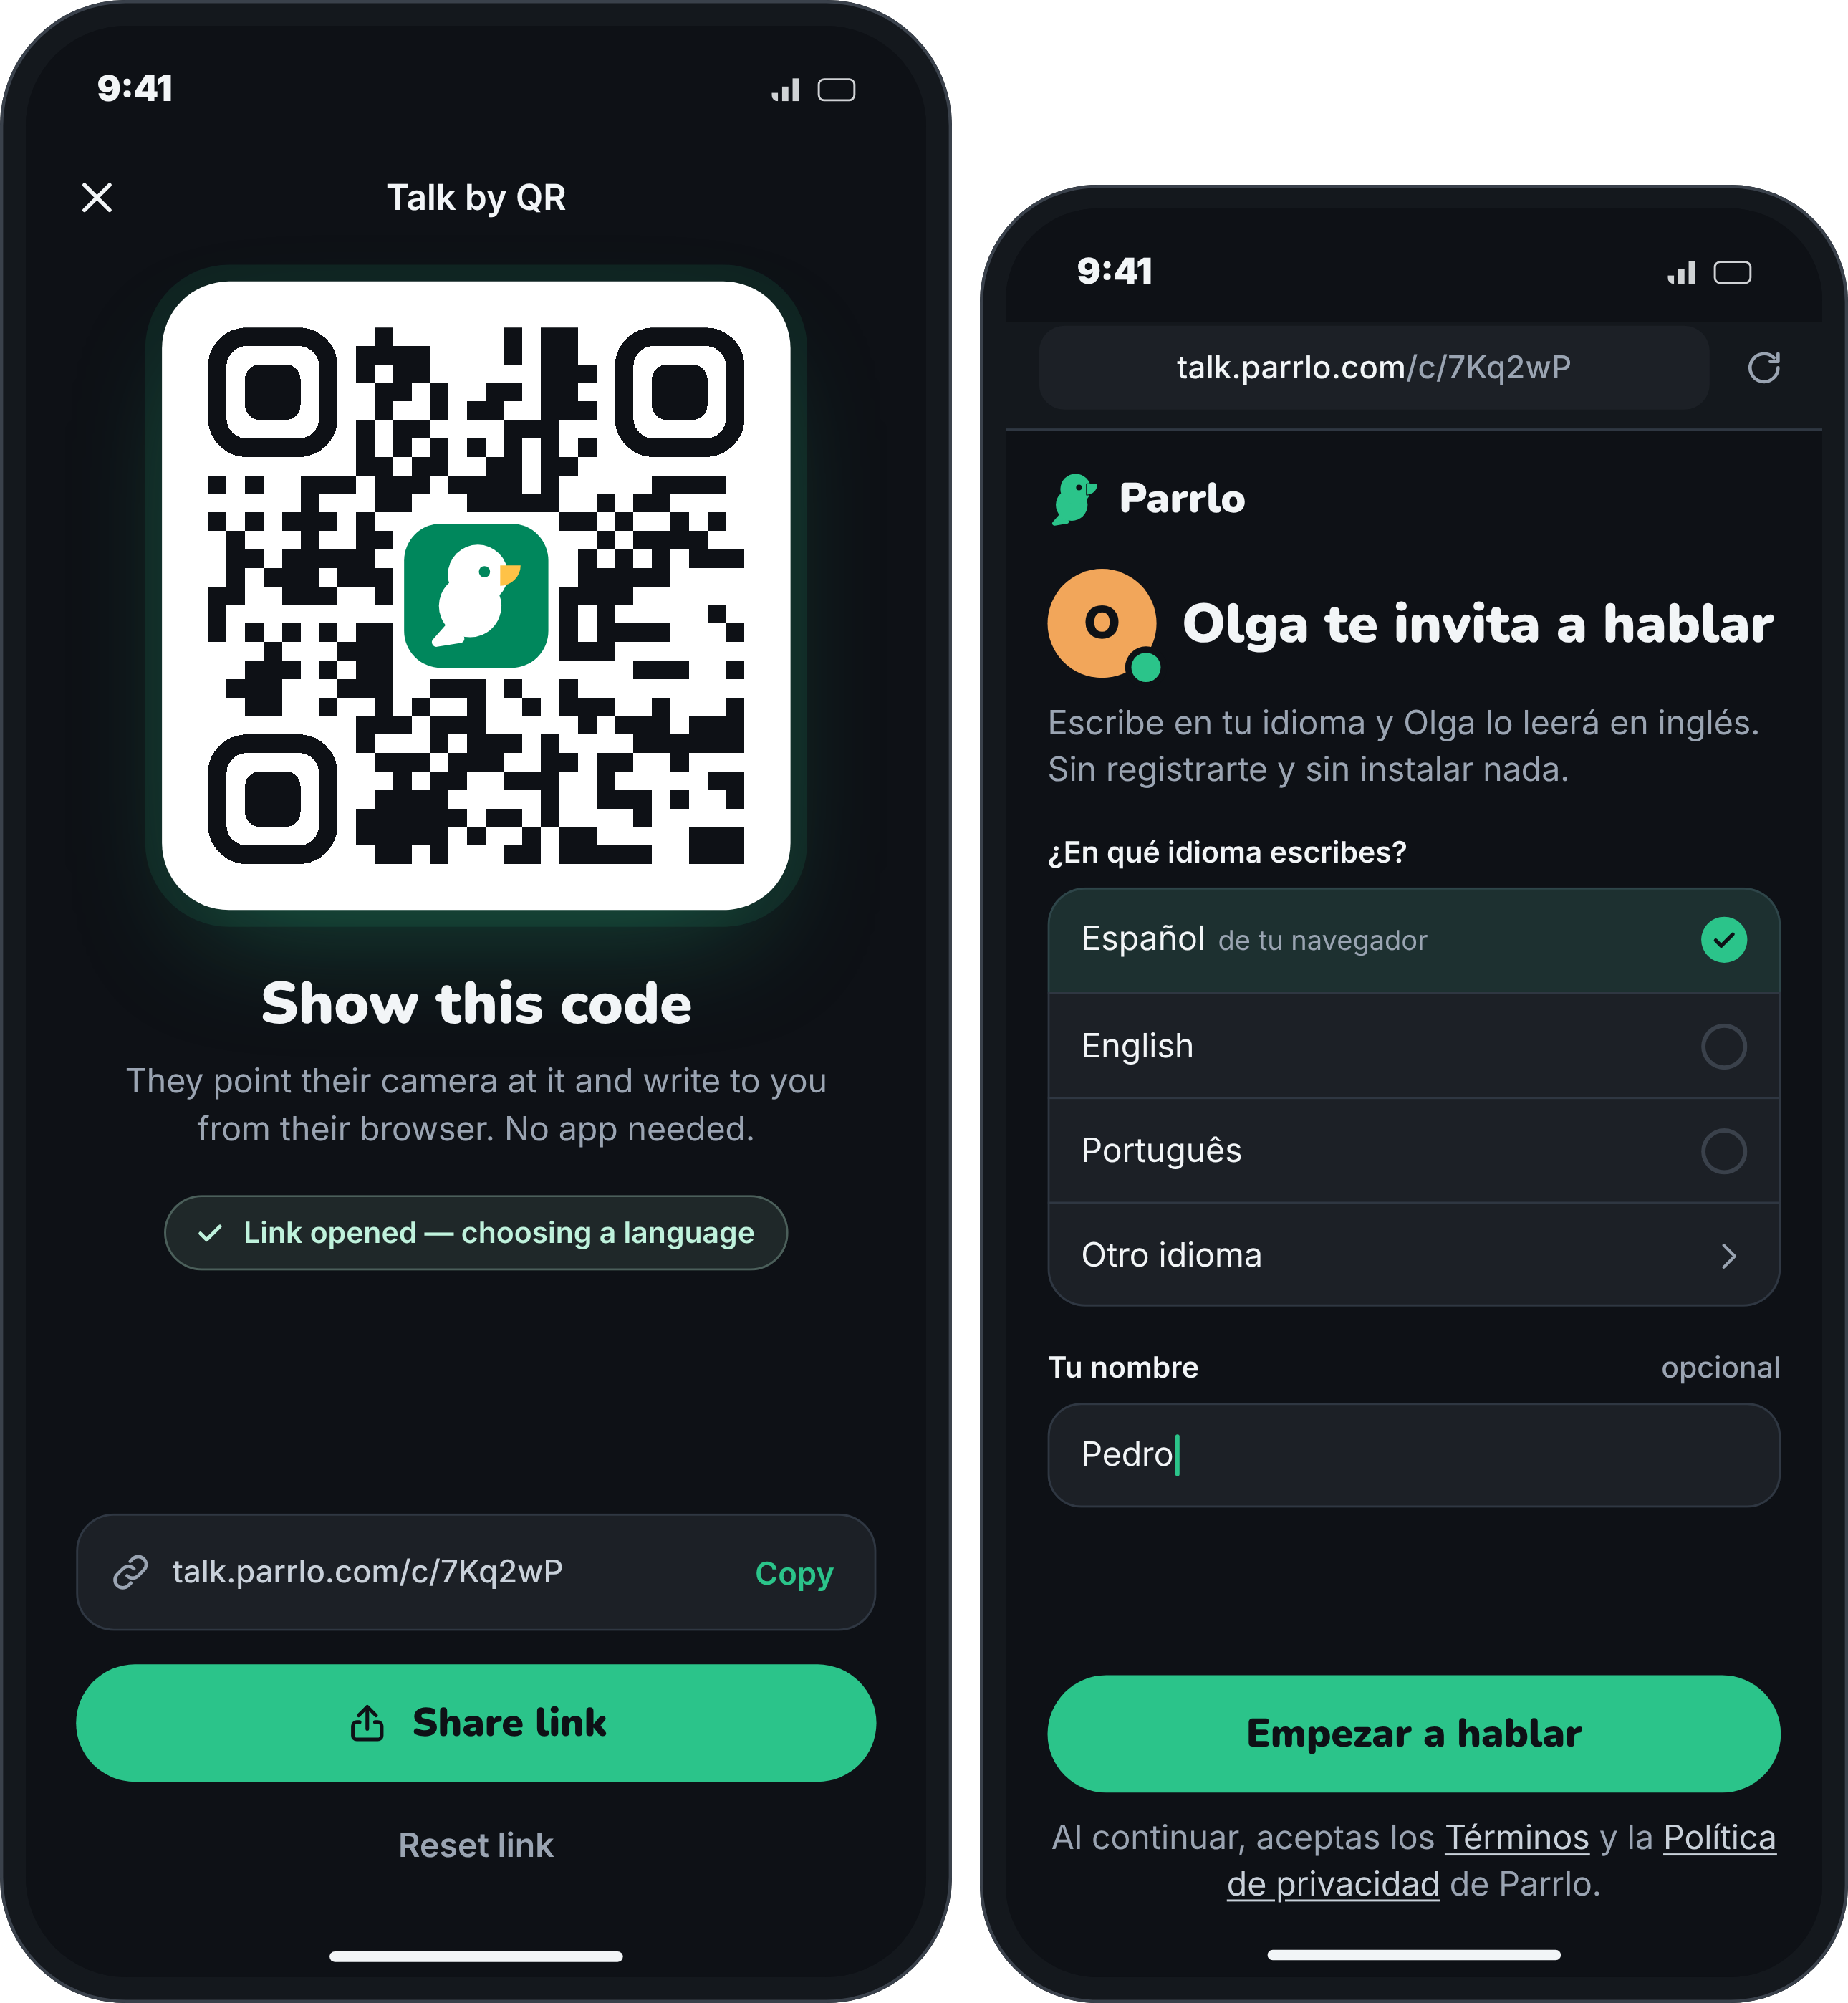 9:41
Talk by QR
Show this code
They point their camera at it and write to you
from their browser. No app needed.
Link opened — choosing a language
talk.parrlo.com/c/7Kq2wP
Copy
Share link
Reset link
9:41
talk.parrlo.com/c/7Kq2wP
Parrlo
O
Olga te invita a hablar
Escribe en tu idioma y Olga lo leerá en inglés.
Sin registrarte y sin instalar nada.
¿En qué idioma escribes?
Español de tu navegador
English
Português
Otro idioma
Tu nombre
opcional
Pedro
Empezar a hablar
Al continuar, aceptas los Términos y la Política
de privacidad de Parrlo.